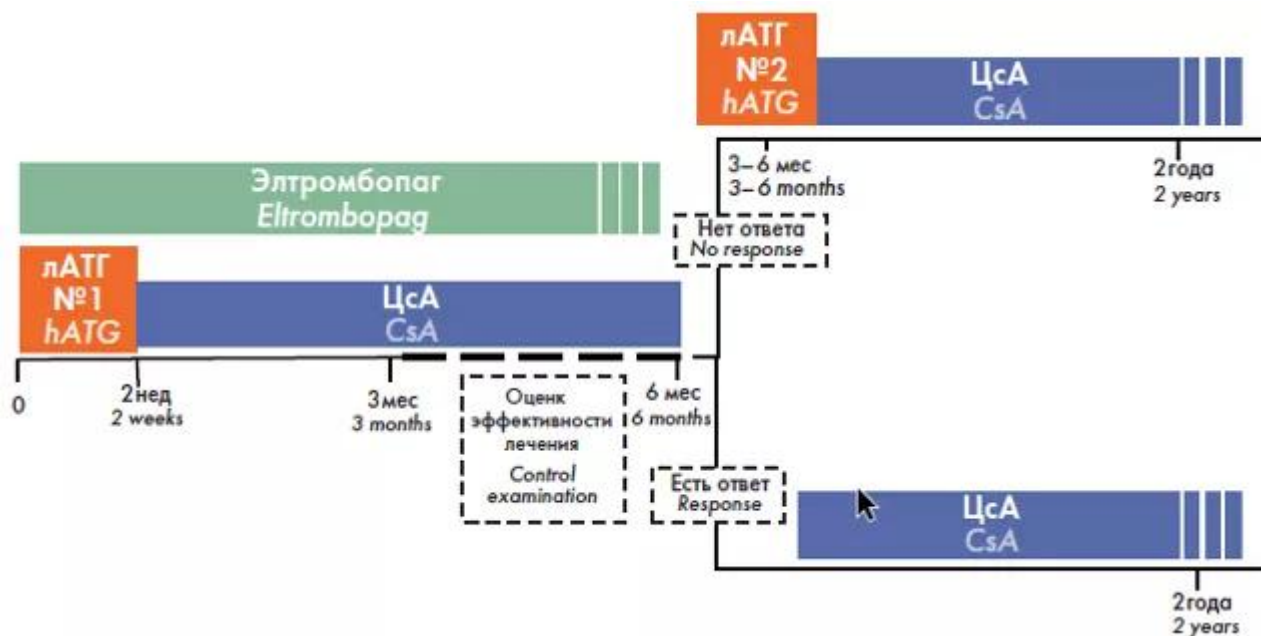 лАТГ
№2
hATG
ЦсА
CsA
3–6 мес
3–6 months
2 года
2 years
Элтромбопаг
Eltrombopag
Нет ответа
No response
лАТГ
№1
hATG
ЦсА
CsA
0
2 нед
2 weeks
3 мес
3 months
Оценк
эффективности
лечения
Control
examination
6 мес
6 months
Есть ответ
Response
ЦсА
CsA
2 года
2 years